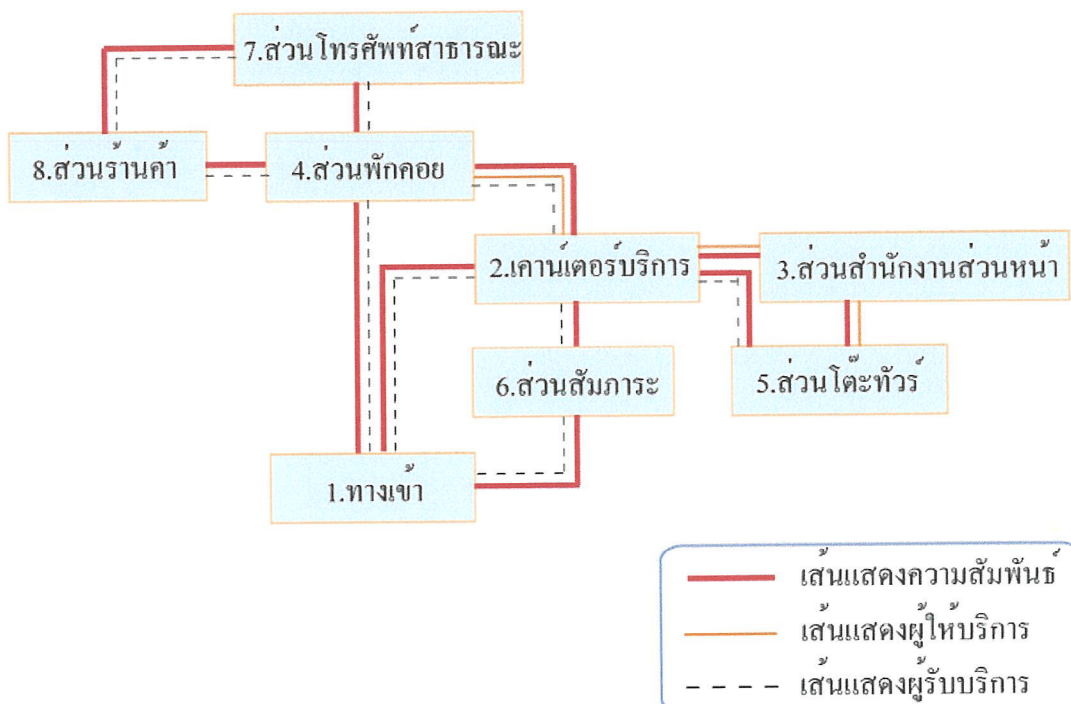 7.ส่วนโทรศัพท์สาธารณะ
8.ส่วนร้านค้า
4.ส่วนพักคอย
2.เคาน์เตอร์บริการ
3.ส่วนสำนักงานส่วนหน้า
6.ส่วนสัมภาระ
5.ส่วนโต๊ะทัวร์
1.ทางเข้า
เส้นแสดงความสัมพันธ์
เส้นแสดงผู้ให้บริการ
เส้นแสดงผู้รับบริการ